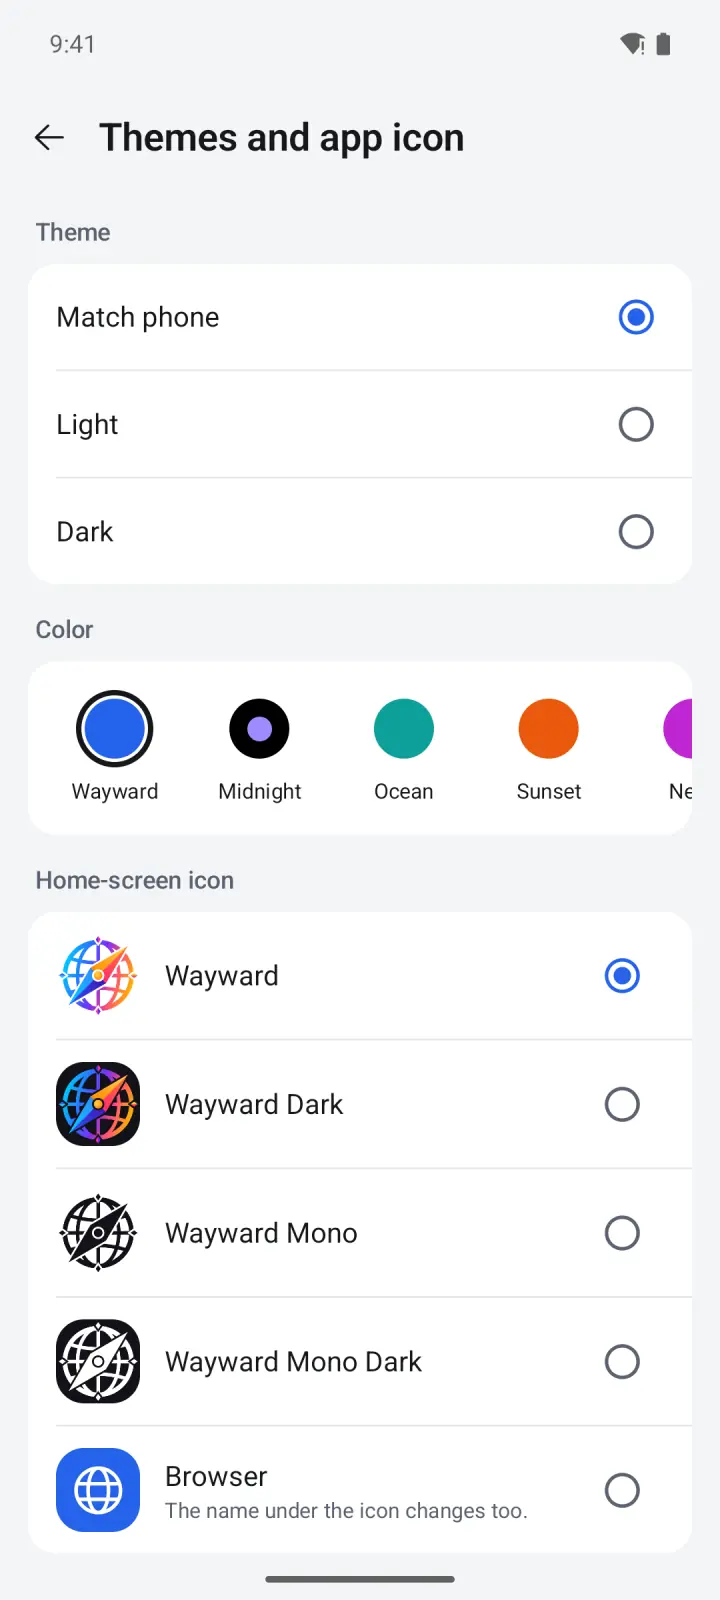 9:41
Themes and app icon
Theme
Match phone
Light
Dark
Color
Wayward
Midnight
Ocean
Sunset
Ne
Home-screen icon
Wayward
Wayward Dark
Wayward Mono
Wayward Mono Dark
Browser
The name under the icon changes too.